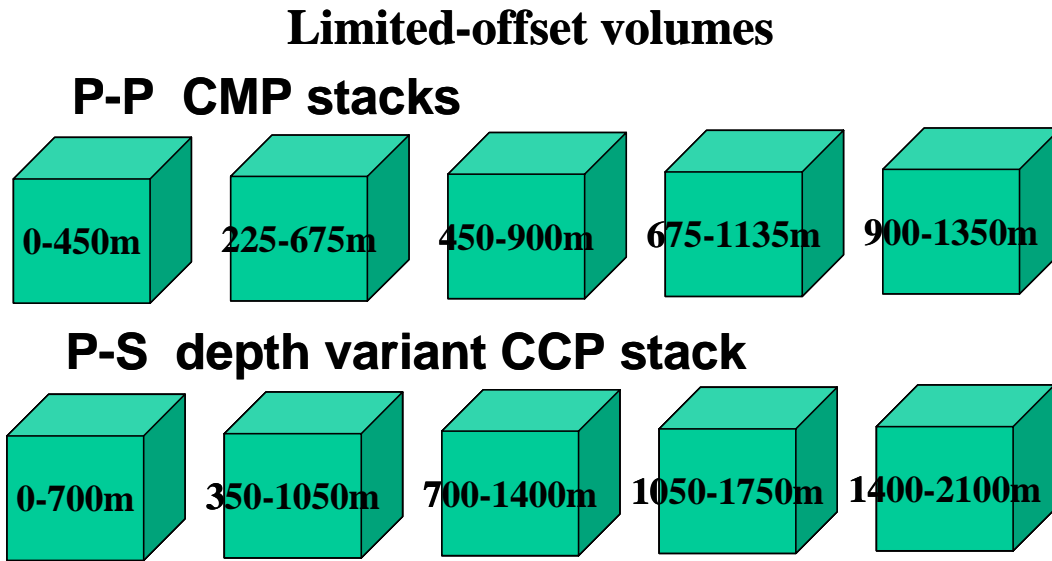 Limited-offset volumes
P-P CMP stacks
0-450m 225-675m 450-900m 675-1135m 900-1350m
P-S depth variant CCP stack
0-700m 350-1050m 700-1400m 1050-1750m 1400-2100m